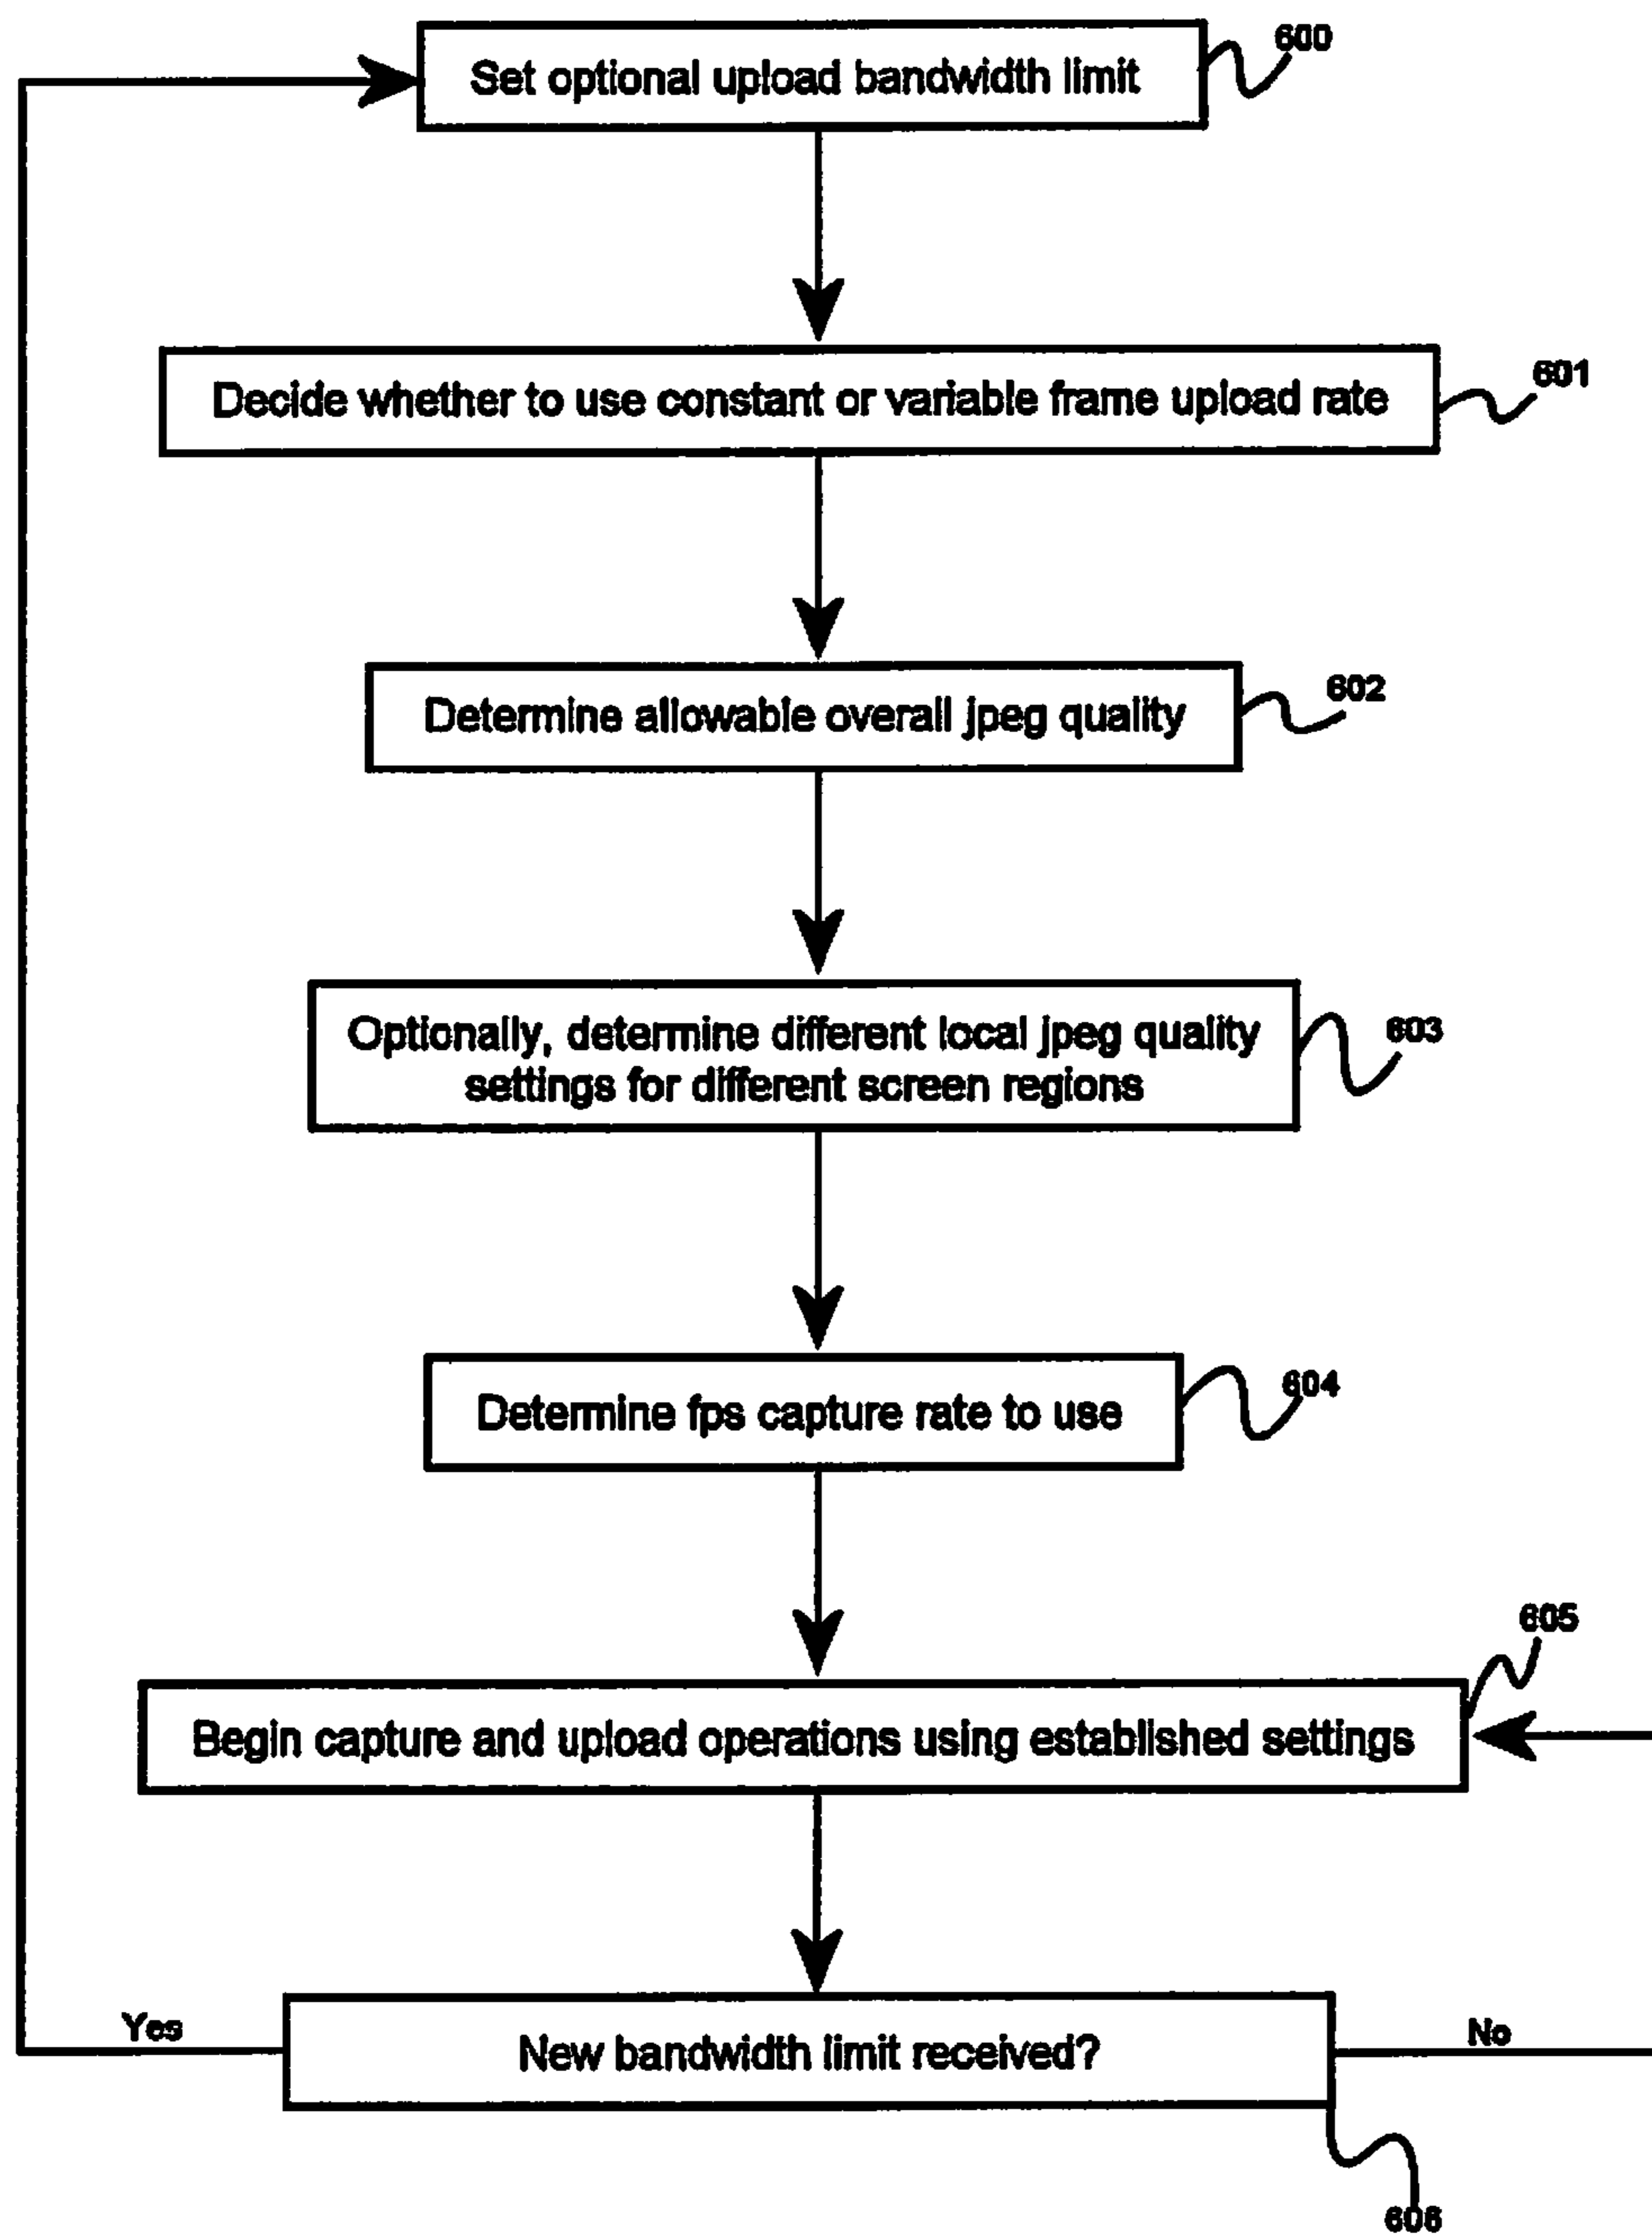 Set optional upload bandwidth limit
600
Decide whether to use constant or variable frame upload rate
601
Determine allowable overall jpeg quality
602
Optionally, determine different local jpeg quality
settings for different screen regions
603
Determine fps capture rate to use
604
605
Begin capture and upload operations using established settings
Yes
New bandwidth limit received?
No
606